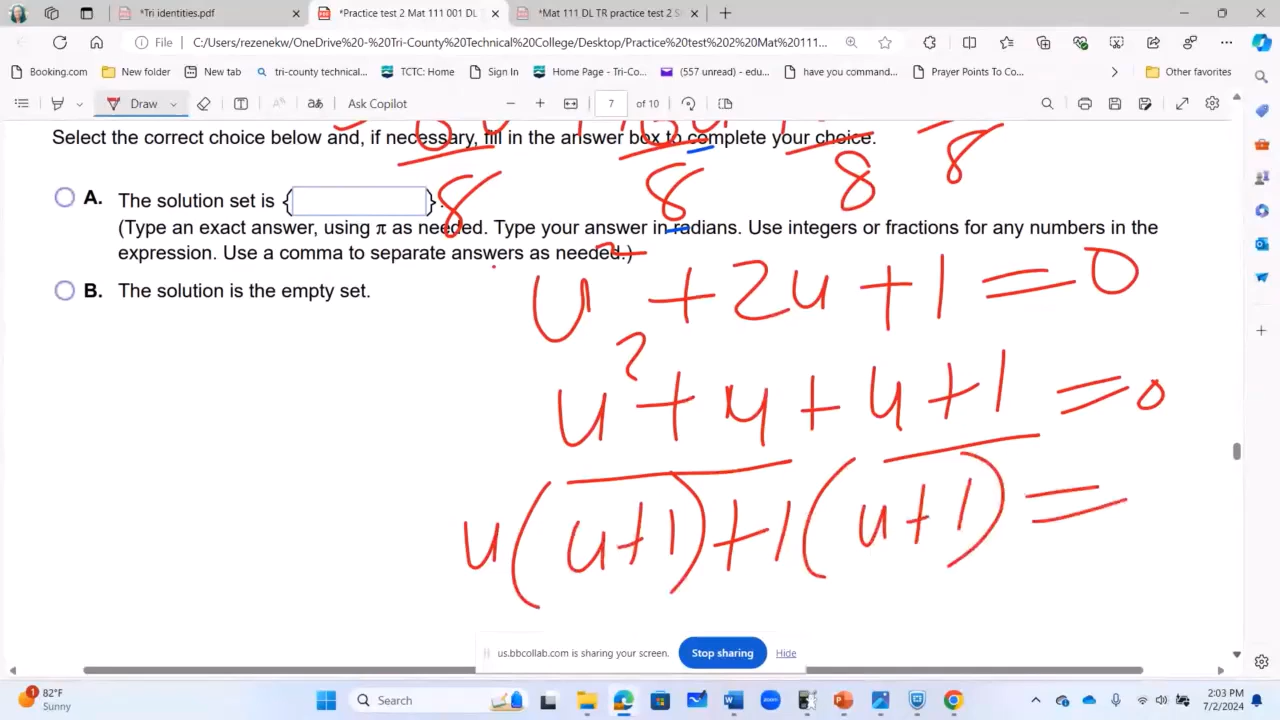 *Tri identities.pdf
*Practice test 2 Mat 111 001 DL
*Mat 111 DL TR practice test 2 S
File C:/Users/rezenekw/OneDrive%20-%20Tri-County%20Technical%20College/Desktop/Practice%20test%202%20Mat%20111...
Booking.com New folder New tab tri-county technical... TCTC: Home Sign In Home Page - Tri-Co... (557 unread) - edu... have you command... Prayer Points To Co... Other favorites
Draw Ask Copilot 7 of 10
Select the correct choice below and, if necessary, fill in the answer box to complete your choice.
8 8 8 8
A. The solution set is { }.
(Type an exact answer, using π as needed. Type your answer in radians. Use integers or fractions for any numbers in the
expression. Use a comma to separate answers as needed.)
u² + 2u + 1 = 0
B. The solution is the empty set.
u² + u + u + 1 = 0
u(u+1) + 1(u+1) =
us.bbcollab.com is sharing your screen. Stop sharing Hide
82°F
Sunny
Search
2:03 PM
7/2/2024